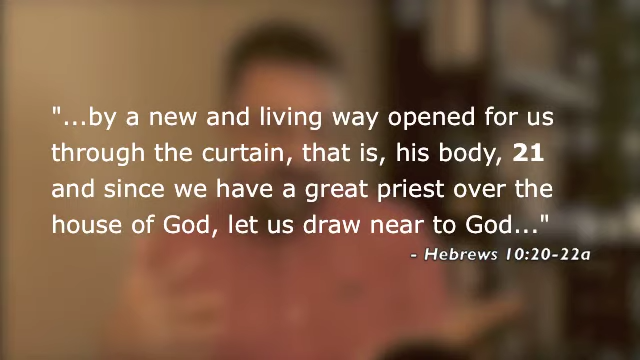 "...by a new and living way opened for us
through the curtain, that is, his body, 21
and since we have a great priest over the
house of God, let us draw near to God..."
- Hebrews 10:20-22a